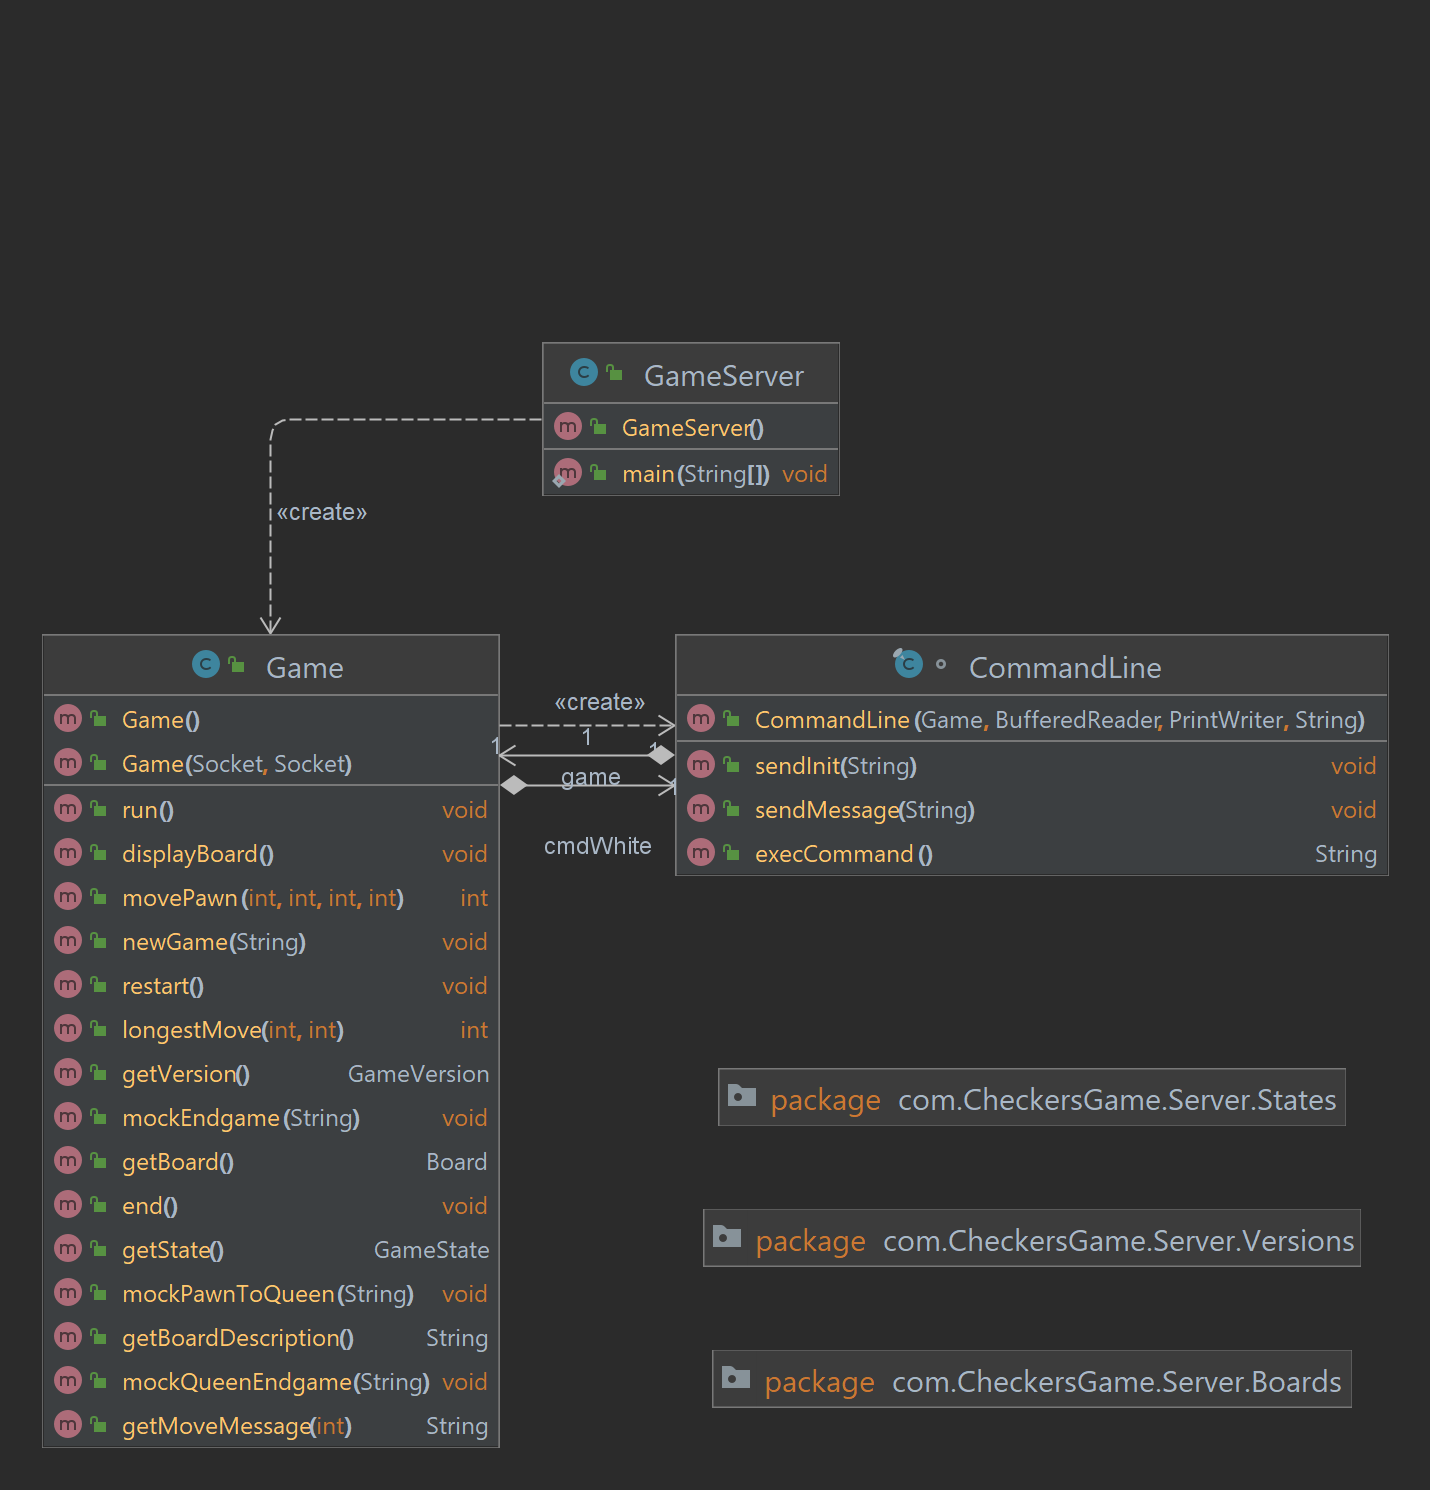 GameServer
GameServer()
main(String[]) void
«create»
Game
Game()
Game(Socket, Socket)
run() void
displayBoard() void
movePawn(int, int, int, int) int
newGame(String) void
restart() void
longestMove(int, int) int
getVersion() GameVersion
mockEndgame(String) void
getBoard() Board
end() void
getState() GameState
mockPawnToQueen(String) void
getBoardDescription() String
mockQueenEndgame(String) void
getMoveMessage(int) String
«create»
1 1 1
game
1
cmdWhite
CommandLine
CommandLine(Game, BufferedReader, PrintWriter, String)
sendInit(String) void
sendMessage(String) void
execCommand() String
package com.CheckersGame.Server.States
package com.CheckersGame.Server.Versions
package com.CheckersGame.Server.Boards